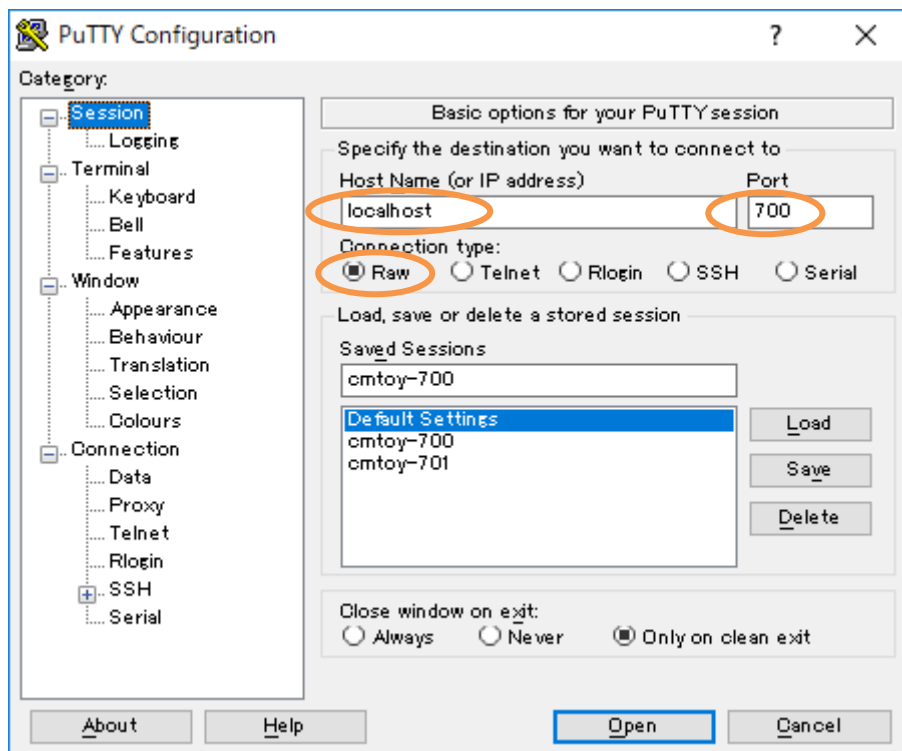 PuTTY Configuration
?
Category:
Session
Logging
Terminal
Keyboard
Bell
Features
Window
Appearance
Behaviour
Translation
Selection
Colours
Connection
Data
Proxy
Telnet
Rlogin
SSH
Serial
Basic options for your PuTTY session
Specify the destination you want to connect to
Host Name (or IP address) Port
localhost 700
Connection type:
Raw Telnet Rlogin SSH Serial
Load, save or delete a stored session
Saved Sessions
cmtoy-700
Default Settings
cmtoy-700
cmtoy-701
Load
Save
Delete
Close window on exit:
Always Never Only on clean exit
About Help Open Cancel